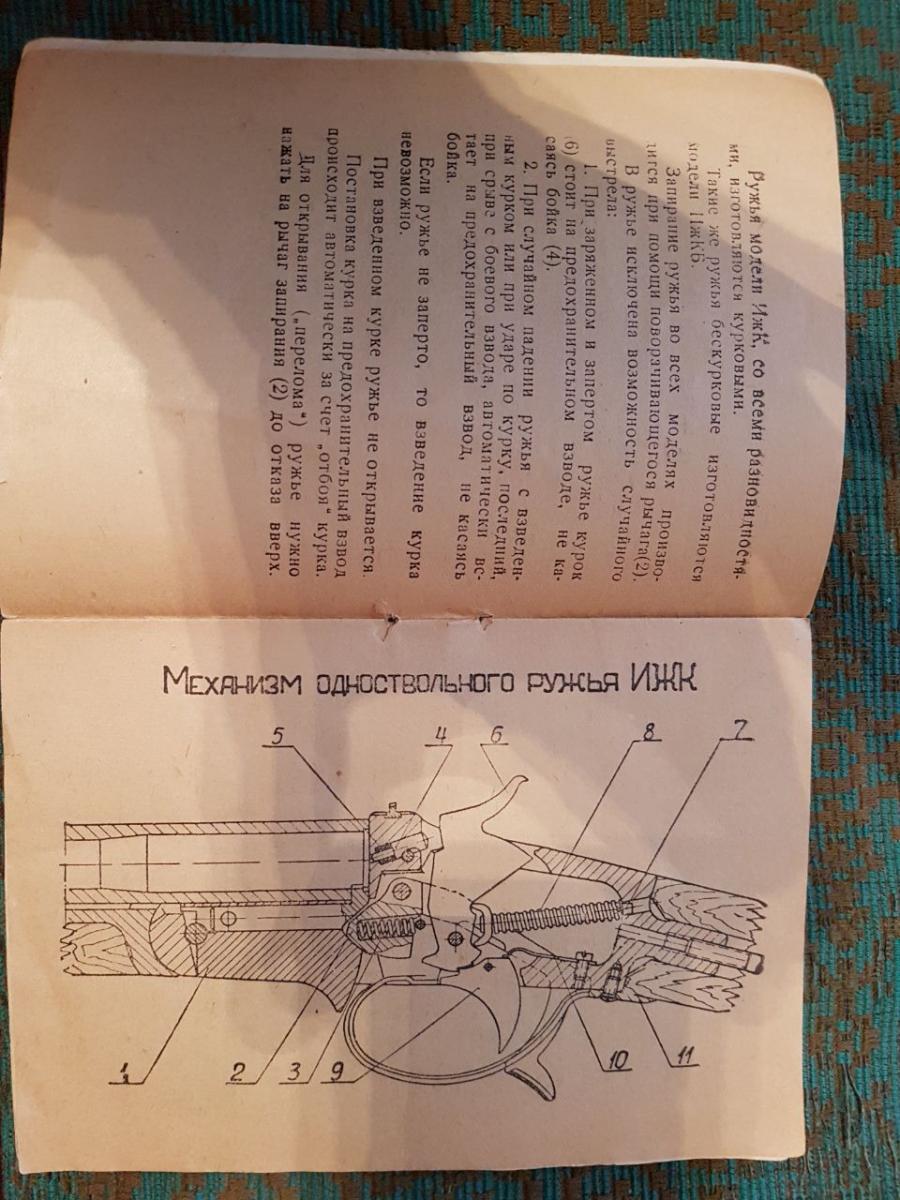 Ружья модели „ИжК“, со всеми разновидностя-
ми, изготовляются курковыми.
Такие же ружья бескурковые изготовляются
модели ИжКБ.
Запирание ружья во всех моделях произво-
дится при помощи поворачивающегося рычага(2).
В ружье исключена возможность случайного
выстрела:
1. При заряженном и запертом ружье курок
(6) стоит на предохранительном взводе, не ка-
саясь бойка (4).
2. При случайном падении ружья с взведен-
ным курком или при ударе по курку, последний,
при срыве с боевого взвода, автоматически вс-
тает на предохранительный взвод, не касаясь
бойка.
Если ружье не заперто, то взведение курка
невозможно.
При взведенном курке ружье не открывается.
Постановка курка на предохранительный взвод
происходит автоматически за счет „отбоя“ курка.
Для открывания („перелома“) ружье нужно
нажать на рычаг запирания (2) до отказа вверх.
Механизм одноствольного ружья ИЖК
5 4 6 8 7
1 2 3 9 10 11